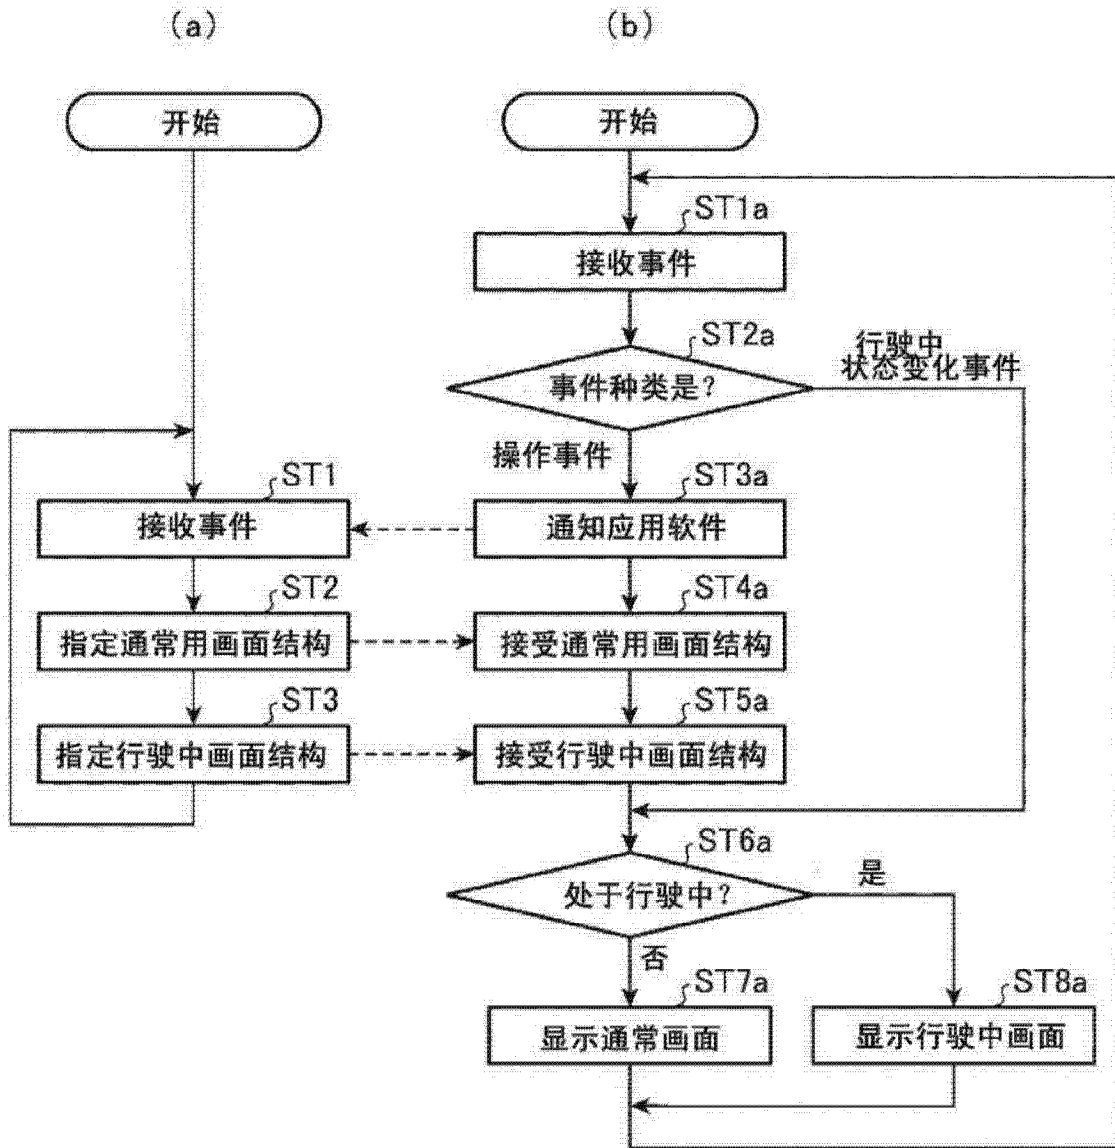 (a)
(b)
开始
开始
ST1a
接收事件
ST2a
事件种类是?
行驶中
状态变化事件
操作事件
ST1
接收事件
ST3a
通知应用软件
ST2
指定通常用画面结构
ST4a
接受通常用画面结构
ST3
指定行驶中画面结构
ST5a
接受行驶中画面结构
ST6a
处于行驶中?
是
否
ST7a
显示通常画面
ST8a
显示行驶中画面